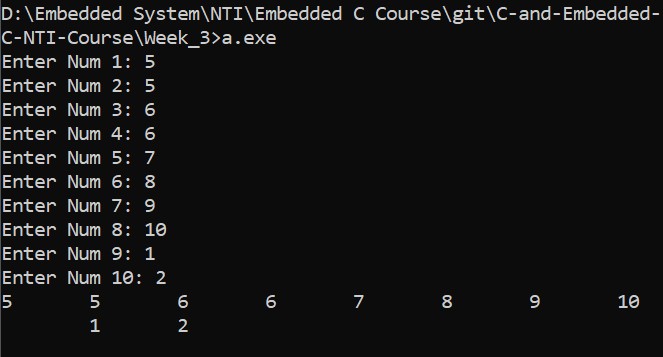 D:\Embedded System\NTI\Embedded C Course\git\C-and-Embedded-
C-NTI-Course\Week_3>a.exe
Enter Num 1: 5
Enter Num 2: 5
Enter Num 3: 6
Enter Num 4: 6
Enter Num 5: 7
Enter Num 6: 8
Enter Num 7: 9
Enter Num 8: 10
Enter Num 9: 1
Enter Num 10: 2
5       5       6       6       7       8       9       10
        1       2